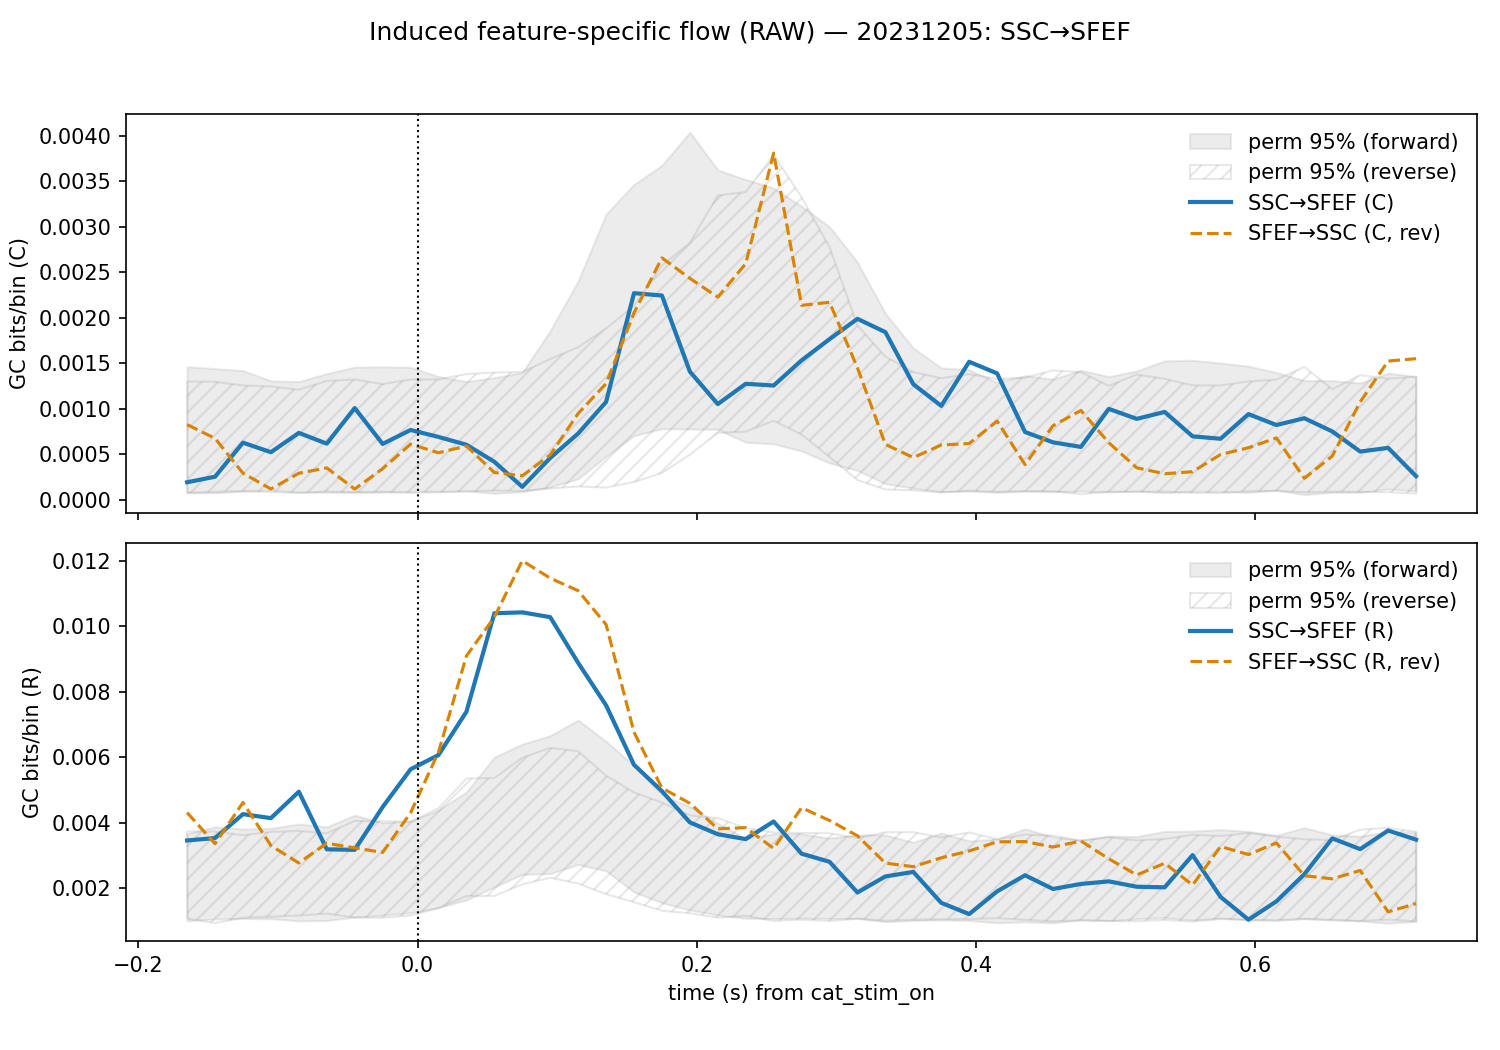 Induced feature-specific flow (RAW) — 20231205: SSC→SFEF
GC bits/bin (C)
0.0040
0.0035
0.0030
0.0025
0.0020
0.0015
0.0010
0.0005
0.0000
perm 95% (forward)
perm 95% (reverse)
SSC→SFEF (C)
SFEF→SSC (C, rev)
GC bits/bin (R)
0.012
0.010
0.008
0.006
0.004
0.002
perm 95% (forward)
perm 95% (reverse)
SSC→SFEF (R)
SFEF→SSC (R, rev)
−0.2 0.0 0.2 0.4 0.6
time (s) from cat_stim_on